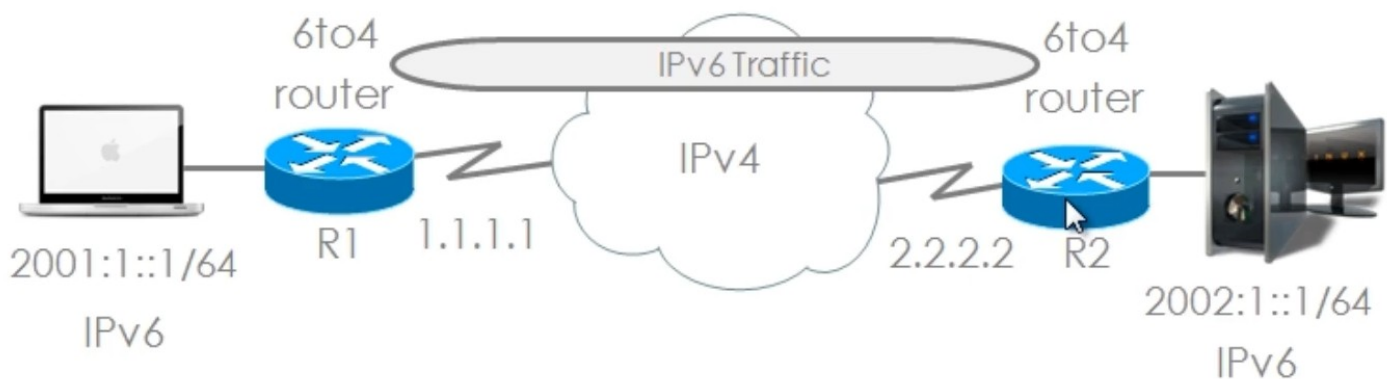 6to4
router
IPv6 Traffic
6to4
router
IPv4
R1
1.1.1.1
2.2.2.2
R2
2001:1::1/64
IPv6
2002:1::1/64
IPv6